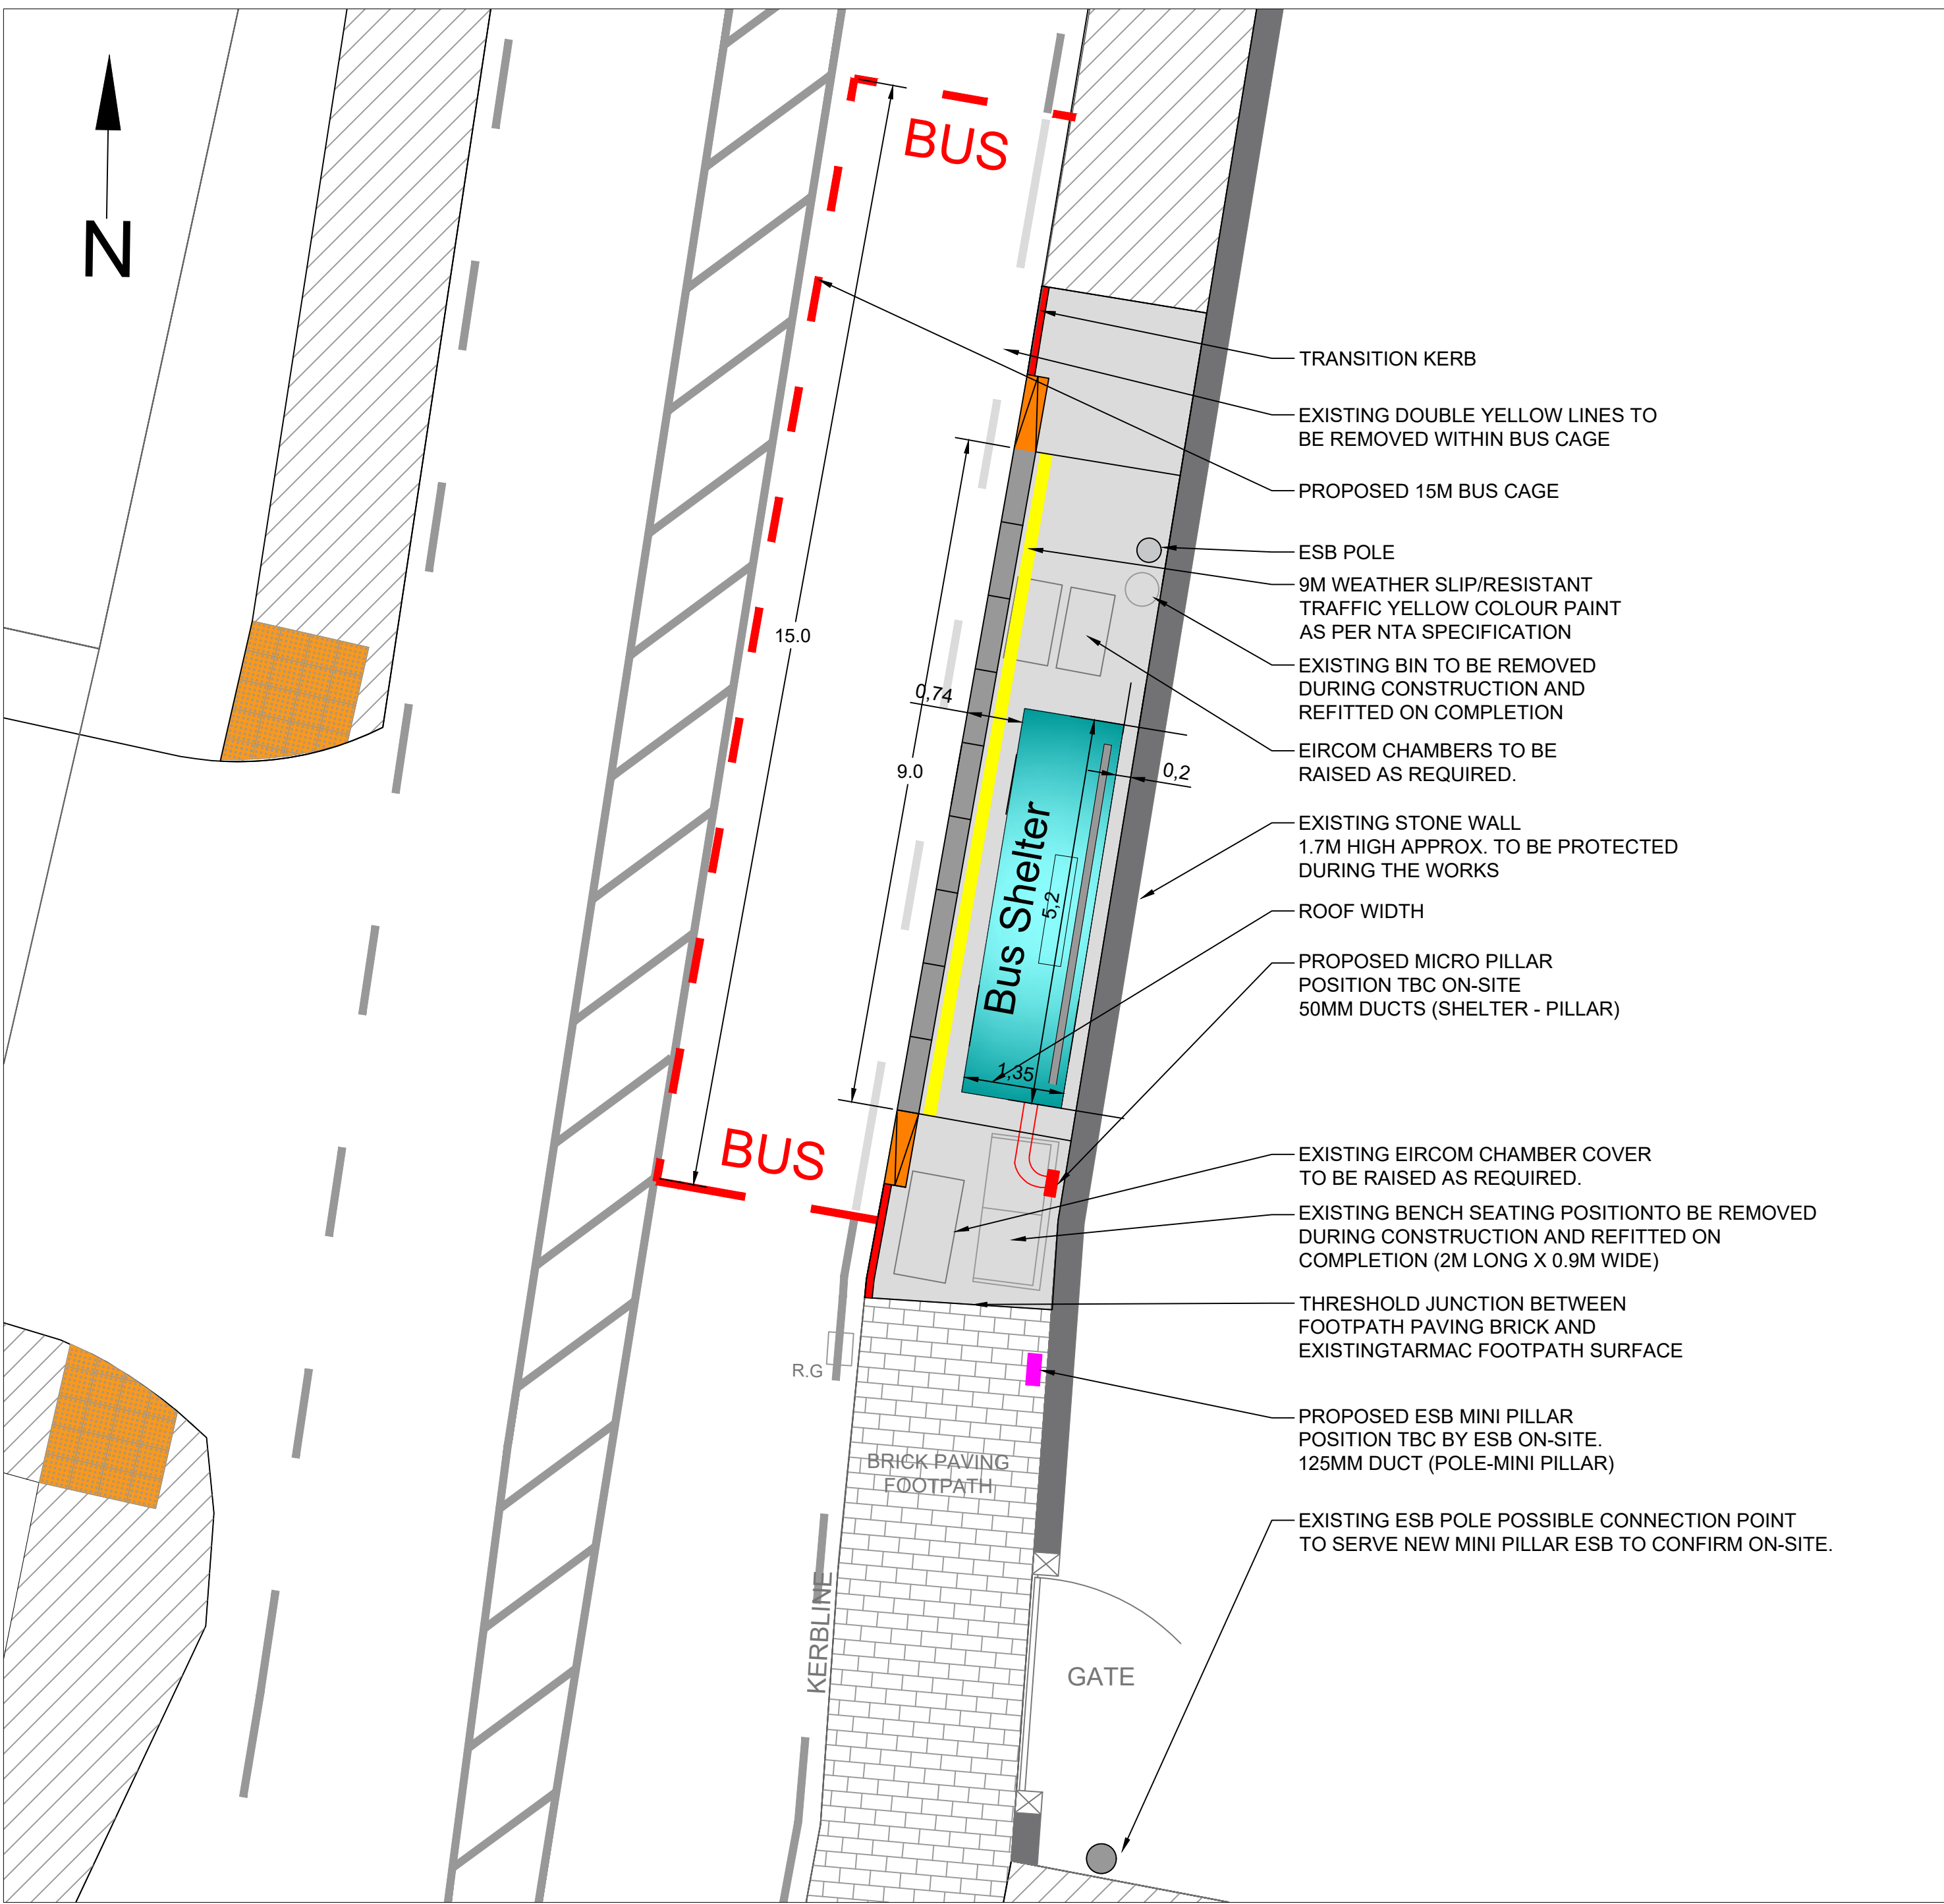 N
BUS
15.0
0,74
9.0
0,2
Bus Shelter
5,2
1,35
BUS
TRANSITION KERB
EXISTING DOUBLE YELLOW LINES TO
BE REMOVED WITHIN BUS CAGE
PROPOSED 15M BUS CAGE
ESB POLE
9M WEATHER SLIP/RESISTANT
TRAFFIC YELLOW COLOUR PAINT
AS PER NTA SPECIFICATION
EXISTING BIN TO BE REMOVED
DURING CONSTRUCTION AND
REFITTED ON COMPLETION
EIRCOM CHAMBERS TO BE
RAISED AS REQUIRED.
EXISTING STONE WALL
1.7M HIGH APPROX. TO BE PROTECTED
DURING THE WORKS
ROOF WIDTH
PROPOSED MICRO PILLAR
POSITION TBC ON-SITE
50MM DUCTS (SHELTER - PILLAR)
EXISTING EIRCOM CHAMBER COVER
TO BE RAISED AS REQUIRED.
EXISTING BENCH SEATING POSITIONTO BE REMOVED
DURING CONSTRUCTION AND REFITTED ON
COMPLETION (2M LONG X 0.9M WIDE)
THRESHOLD JUNCTION BETWEEN
FOOTPATH PAVING BRICK AND
EXISTINGTARMAC FOOTPATH SURFACE
PROPOSED ESB MINI PILLAR
POSITION TBC BY ESB ON-SITE.
125MM DUCT (POLE-MINI PILLAR)
EXISTING ESB POLE POSSIBLE CONNECTION POINT
TO SERVE NEW MINI PILLAR ESB TO CONFIRM ON-SITE.
R.G
BRICK PAVING
FOOTPATH
KERBLINE
GATE